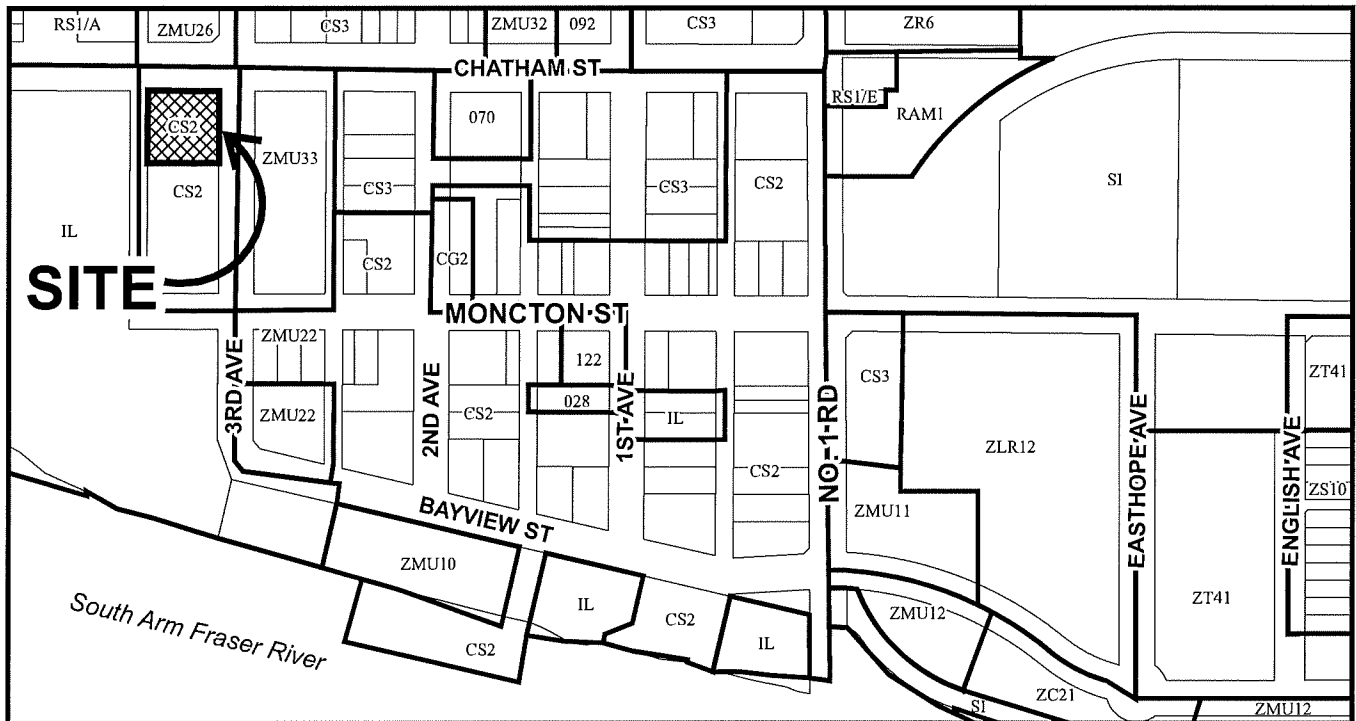 RS1/A
ZMU26
CS3
ZMU32
092
CS3
ZR6
CHATHAM ST
RS1/E
RAM1
CS2
070
ZMU33
CS2
CS3
CS3
CS2
S1
IL
CS2
CG2
SITE
MONCTON ST
ZMU22
122
CS3
ZT41
3RD AVE
2ND AVE
1ST AVE
NO. 1 RD
EASTHOPE AVE
ENGLISH AVE
028
ZMU22
CS2
IL
ZLR12
CS2
ZS10
ZMU11
BAYVIEW ST
ZMU10
IL
CS2
ZMU12
ZT41
South Arm Fraser River
CS2
IL
ZC21
S1
ZMU12